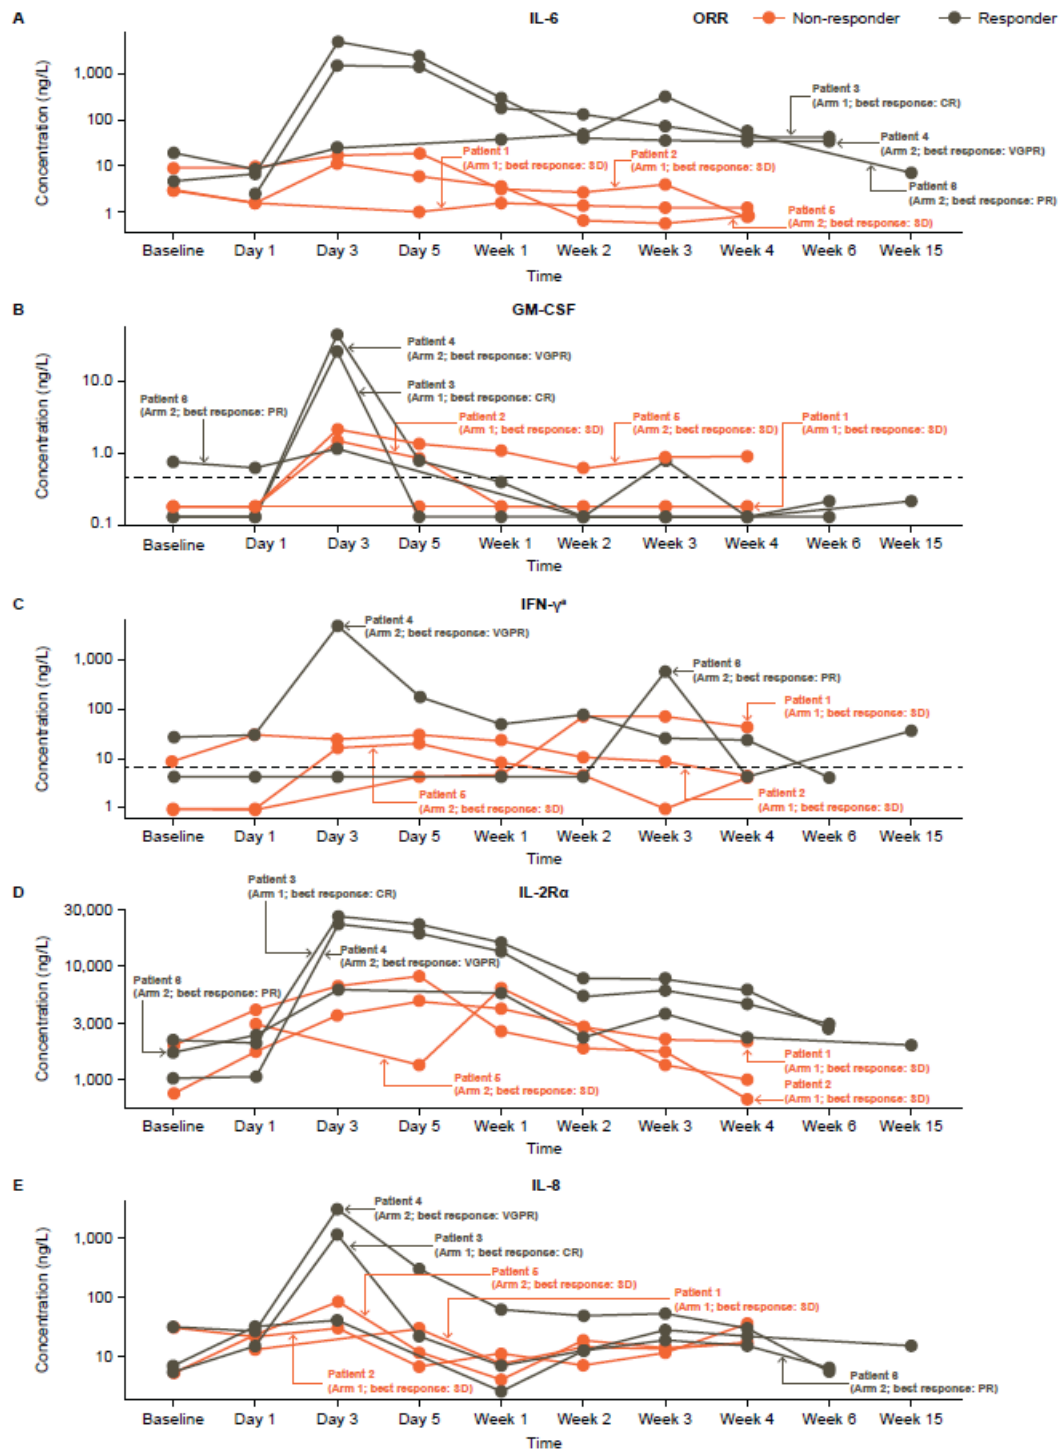 A IL-6 ORR Non-responder Responder
Concentration (ng/L)
1,000
100
10
1
Patient 3
(Arm 1; best response: CR)
Patient 4
(Arm 2; best response: VGPR)
Patient 6
(Arm 2; best response: PR)
Patient 1
(Arm 1; best response: SD)
Patient 2
(Arm 1; best response: SD)
Patient 5
(Arm 2; best response: SD)
Baseline Day 1 Day 3 Day 5 Week 1 Week 2 Week 3 Week 4 Week 6 Week 15
Time
B GM-CSF
Concentration (ng/L)
10.0
1.0
0.1
Patient 4
(Arm 2; best response: VGPR)
Patient 3
(Arm 1; best response: CR)
Patient 6
(Arm 2; best response: PR)
Patient 2
(Arm 1; best response: SD)
Patient 5
(Arm 2; best response: SD)
Patient 1
(Arm 1; best response: SD)
Baseline Day 1 Day 3 Day 5 Week 1 Week 2 Week 3 Week 4 Week 6 Week 15
Time
C IFN-γª
Concentration (ng/L)
1,000
100
10
1
Patient 4
(Arm 2; best response: VGPR)
Patient 6
(Arm 2; best response: PR)
Patient 1
(Arm 1; best response: SD)
Patient 5
(Arm 2; best response: SD)
Patient 2
(Arm 1; best response: SD)
Baseline Day 1 Day 3 Day 5 Week 1 Week 2 Week 3 Week 4 Week 6 Week 15
Time
D IL-2Rα
Concentration (ng/L)
30,000
10,000
3,000
1,000
Patient 3
(Arm 1; best response: CR)
Patient 4
(Arm 2; best response: VGPR)
Patient 6
(Arm 2; best response: PR)
Patient 5
(Arm 2; best response: SD)
Patient 1
(Arm 1; best response: SD)
Patient 2
(Arm 1; best response: SD)
Baseline Day 1 Day 3 Day 5 Week 1 Week 2 Week 3 Week 4 Week 6 Week 15
Time
E IL-8
Concentration (ng/L)
1,000
100
10
Patient 4
(Arm 2; best response: VGPR)
Patient 3
(Arm 1; best response: CR)
Patient 5
(Arm 2; best response: SD)
Patient 1
(Arm 1; best response: SD)
Patient 2
(Arm 1; best response: SD)
Patient 6
(Arm 2; best response: PR)
Baseline Day 1 Day 3 Day 5 Week 1 Week 2 Week 3 Week 4 Week 6 Week 15
Time